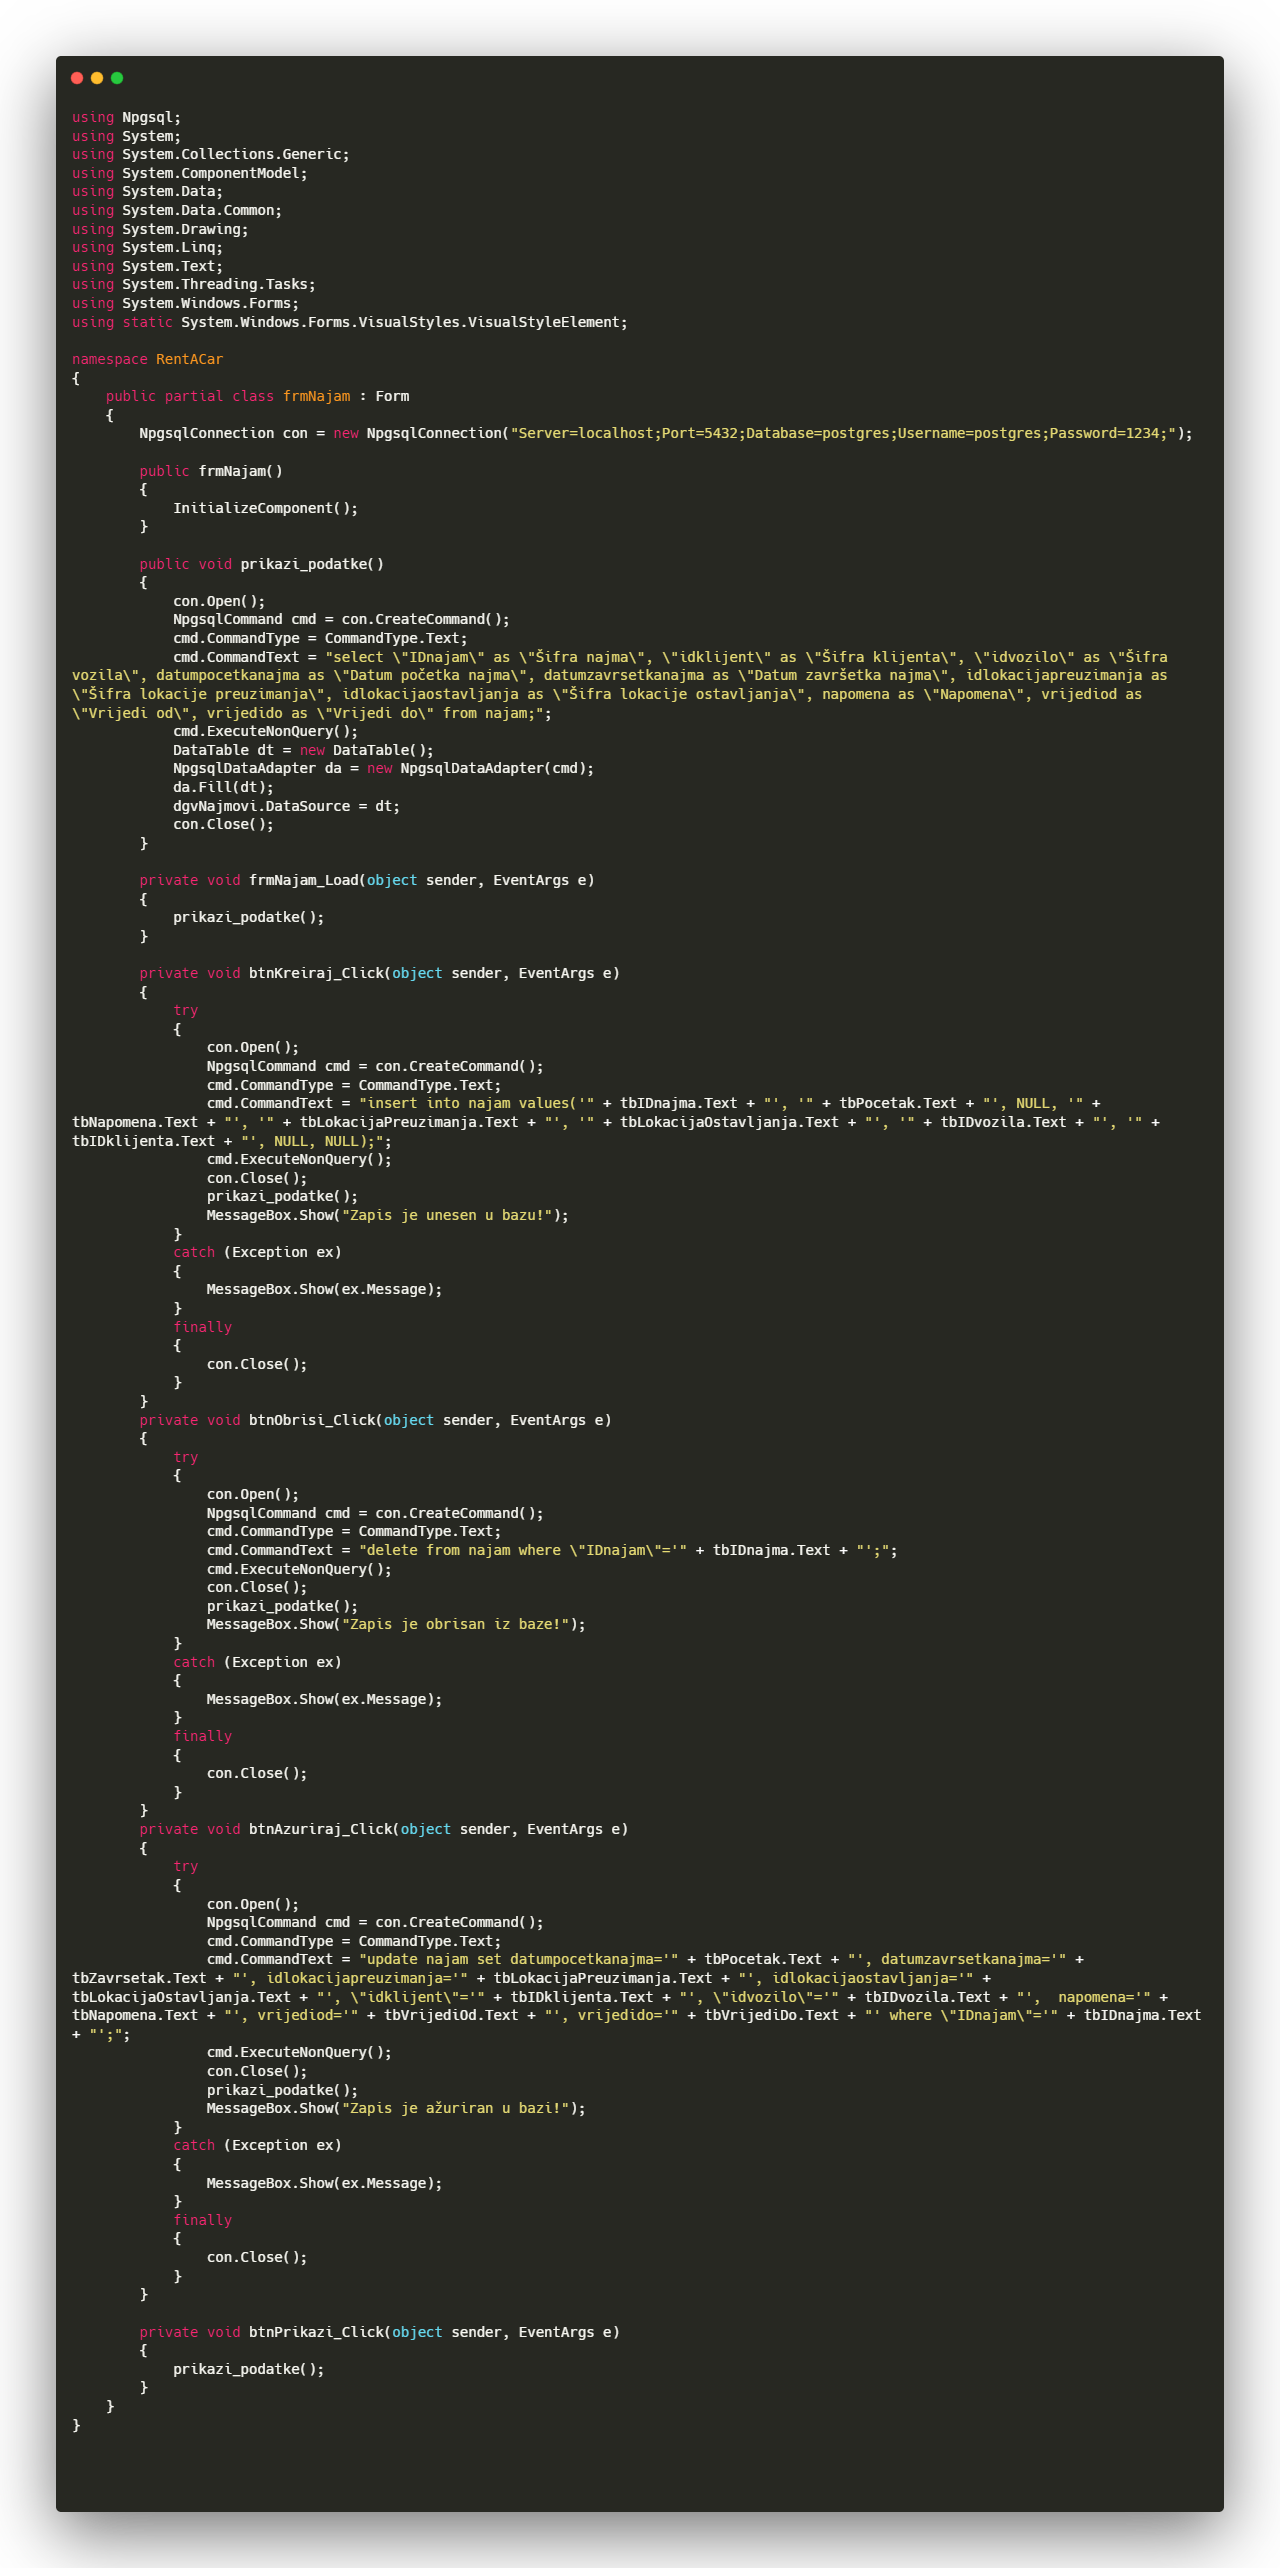 using Npgsql;
using System;
using System.Collections.Generic;
using System.ComponentModel;
using System.Data;
using System.Data.Common;
using System.Drawing;
using System.Linq;
using System.Text;
using System.Threading.Tasks;
using System.Windows.Forms;
using static System.Windows.Forms.VisualStyles.VisualStyleElement;

namespace RentACar
{
    public partial class frmNajam : Form
    {
        NpgsqlConnection con = new NpgsqlConnection("Server=localhost;Port=5432;Database=postgres;Username=postgres;Password=1234;");

        public frmNajam()
        {
            InitializeComponent();
        }

        public void prikazi_podatke()
        {
            con.Open();
            NpgsqlCommand cmd = con.CreateCommand();
            cmd.CommandType = CommandType.Text;
            cmd.CommandText = "select \"IDnajam\" as \"Šifra najma\", \"idklijent\" as \"Šifra klijenta\", \"idvozilo\" as \"Šifra
vozila\", datumpocetkanajma as \"Datum početka najma\", datumzavrsetkanajma as \"Datum završetka najma\", idlokacijapreuzimanja as
\"Šifra lokacije preuzimanja\", idlokacijaostavljanja as \"Šifra lokacije ostavljanja\", napomena as \"Napomena\", vrijediod as
\"Vrijedi od\", vrijedido as \"Vrijedi do\" from najam;";
            cmd.ExecuteNonQuery();
            DataTable dt = new DataTable();
            NpgsqlDataAdapter da = new NpgsqlDataAdapter(cmd);
            da.Fill(dt);
            dgvNajmovi.DataSource = dt;
            con.Close();
        }

        private void frmNajam_Load(object sender, EventArgs e)
        {
            prikazi_podatke();
        }

        private void btnKreiraj_Click(object sender, EventArgs e)
        {
            try
            {
                con.Open();
                NpgsqlCommand cmd = con.CreateCommand();
                cmd.CommandType = CommandType.Text;
                cmd.CommandText = "insert into najam values('" + tbIDnajma.Text + "', '" + tbPocetak.Text + "', NULL, '" +
tbNapomena.Text + "', '" + tbLokacijaPreuzimanja.Text + "', '" + tbLokacijaOstavljanja.Text + "', '" + tbIDvozila.Text + "', '" +
tbIDklijenta.Text + "', NULL, NULL);";
                cmd.ExecuteNonQuery();
                con.Close();
                prikazi_podatke();
                MessageBox.Show("Zapis je unesen u bazu!");
            }
            catch (Exception ex)
            {
                MessageBox.Show(ex.Message);
            }
            finally
            {
                con.Close();
            }
        }
        private void btnObrisi_Click(object sender, EventArgs e)
        {
            try
            {
                con.Open();
                NpgsqlCommand cmd = con.CreateCommand();
                cmd.CommandType = CommandType.Text;
                cmd.CommandText = "delete from najam where \"IDnajam\"='" + tbIDnajma.Text + "';";
                cmd.ExecuteNonQuery();
                con.Close();
                prikazi_podatke();
                MessageBox.Show("Zapis je obrisan iz baze!");
            }
            catch (Exception ex)
            {
                MessageBox.Show(ex.Message);
            }
            finally
            {
                con.Close();
            }
        }
        private void btnAzuriraj_Click(object sender, EventArgs e)
        {
            try
            {
                con.Open();
                NpgsqlCommand cmd = con.CreateCommand();
                cmd.CommandType = CommandType.Text;
                cmd.CommandText = "update najam set datumpocetkanajma='" + tbPocetak.Text + "', datumzavrsetkanajma='" +
tbZavrsetak.Text + "', idlokacijapreuzimanja='" + tbLokacijaPreuzimanja.Text + "', idlokacijaostavljanja='" +
tbLokacijaOstavljanja.Text + "', \"idklijent\"='" + tbIDklijenta.Text + "', \"idvozilo\"='" + tbIDvozila.Text + "',  napomena='" +
tbNapomena.Text + "', vrijediod='" + tbVrijediOd.Text + "', vrijedido='" + tbVrijediDo.Text + "' where \"IDnajam\"='" + tbIDnajma.Text
+ "';";
                cmd.ExecuteNonQuery();
                con.Close();
                prikazi_podatke();
                MessageBox.Show("Zapis je ažuriran u bazi!");
            }
            catch (Exception ex)
            {
                MessageBox.Show(ex.Message);
            }
            finally
            {
                con.Close();
            }
        }

        private void btnPrikazi_Click(object sender, EventArgs e)
        {
            prikazi_podatke();
        }
    }
}